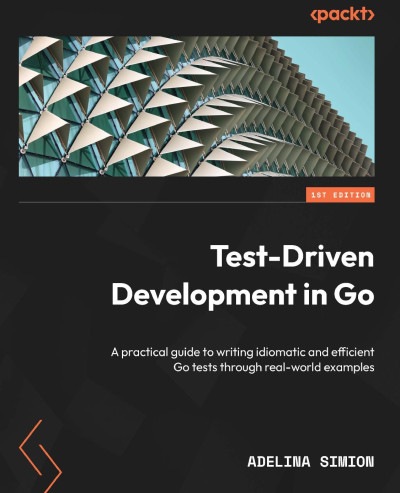 <packt>
1ST EDITION
Test-Driven
Development in Go
A practical guide to writing idiomatic and efficient
Go tests through real-world examples
ADELINA SIMION